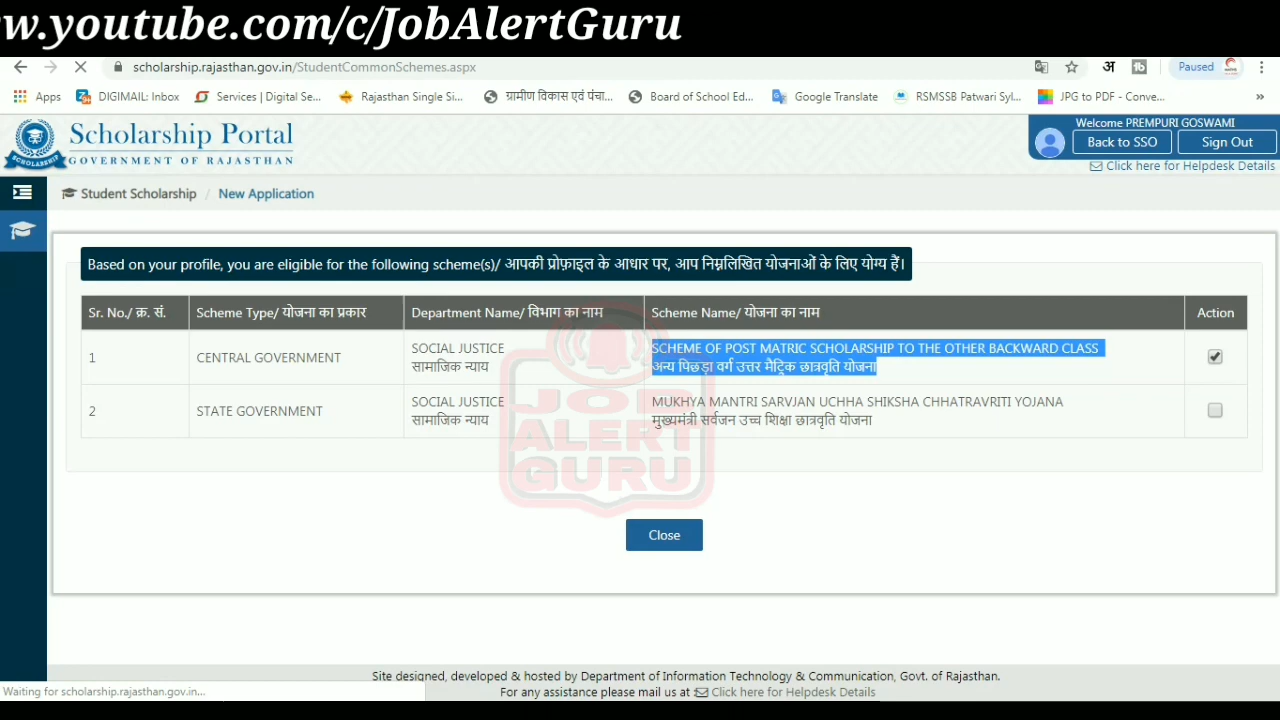 w.youtube.com/c/JobAlertGuru
scholarship.rajasthan.gov.in/StudentCommonSchemes.aspx
अ
Paused
Apps
DIGIMAIL: Inbox
Services | Digital Se...
Rajasthan Single Si...
ग्रामीण विकास एवं पंचा...
Board of School Ed...
Google Translate
RSMSSB Patwari Syl...
JPG to PDF - Conve...
»
Scholarship Portal
GOVERNMENT OF RAJASTHAN
SCHOLARSHIP
Welcome PREMPURI GOSWAMI
Back to SSO
Sign Out
Click here for Helpdesk Details
Student Scholarship / New Application
Based on your profile, you are eligible for the following scheme(s)/ आपकी प्रोफ़ाइल के आधार पर, आप निम्नलिखित योजनाओं के लिए योग्य हैं।
Sr. No./ क्र. सं. Scheme Type/ योजना का प्रकार Department Name/ विभाग का नाम Scheme Name/ योजना का नाम Action
1 CENTRAL GOVERNMENT SOCIAL JUSTICE SCHEME OF POST MATRIC SCHOLARSHIP TO THE OTHER BACKWARD CLASS
सामाजिक न्याय अन्य पिछड़ा वर्ग उत्तर मैट्रिक छात्रवृति योजना
2 STATE GOVERNMENT SOCIAL JUSTICE MUKHYA MANTRI SARVJAN UCHHA SHIKSHA CHHATRAVRITI YOJANA
सामाजिक न्याय मुख्यमंत्री सर्वजन उच्च शिक्षा छात्रवृति योजना
JOB
ALERT
GURU
Close
Site designed, developed & hosted by Department of Information Technology & Communication, Govt. of Rajasthan.
For any assistance please mail us at : Click here for Helpdesk Details
Waiting for scholarship.rajasthan.gov.in...